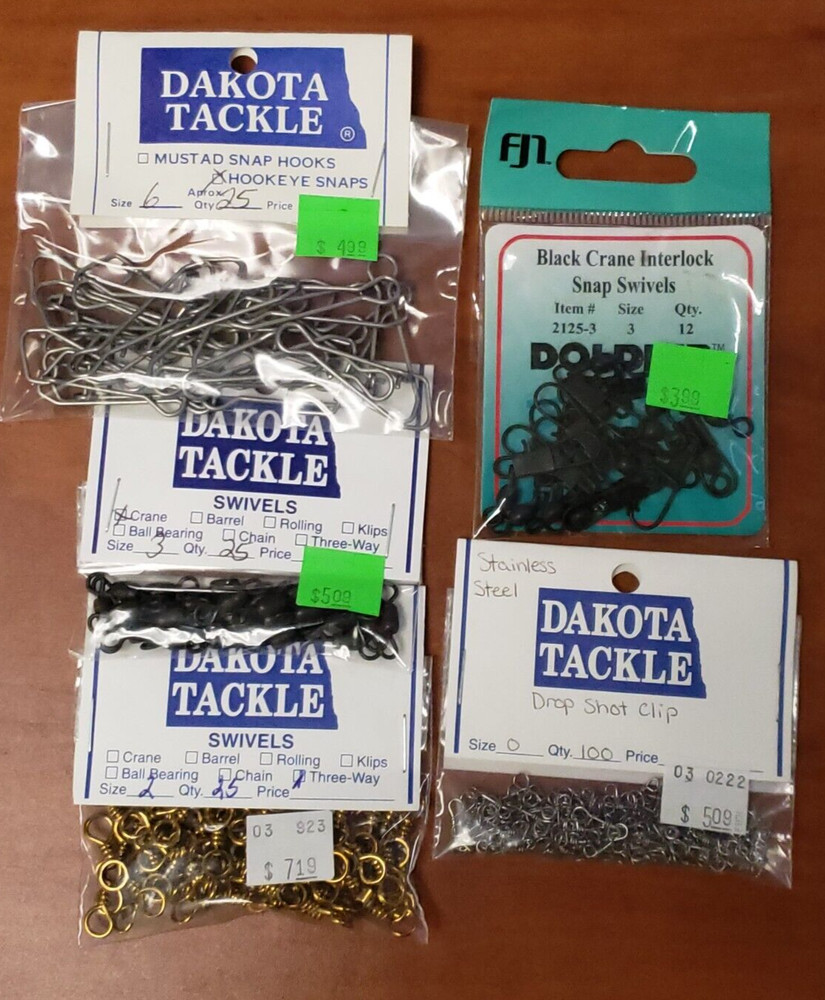 DAKOTA
TACKLE ®
☐ MUSTAD SNAP HOOKS
☒ HOOKEYE SNAPS
Aprox
Size 6 Qty 25 Price
$ 499
FJN
Black Crane Interlock
Snap Swivels
Item # Size Qty.
2125-3 3 12
TM
$399
DAKOTA
TACKLE
SWIVELS
☒ Crane ☐ Barrel ☐ Rolling ☐ Klips
☐ Ball Bearing ☐ Chain ☐ Three-Way
Size 3 Qty. 25 Price
$509
DAKOTA
TACKLE
SWIVELS
☐ Crane ☐ Barrel ☐ Rolling ☐ Klips
☐ Ball Bearing ☐ Chain ☒ Three-Way
Size 2 Qty. 25 Price
03 923
$ 719
Stainless
Steel
DAKOTA
TACKLE
Drop Shot Clip
Size 0 Qty. 100 Price
03 0222
$ 509